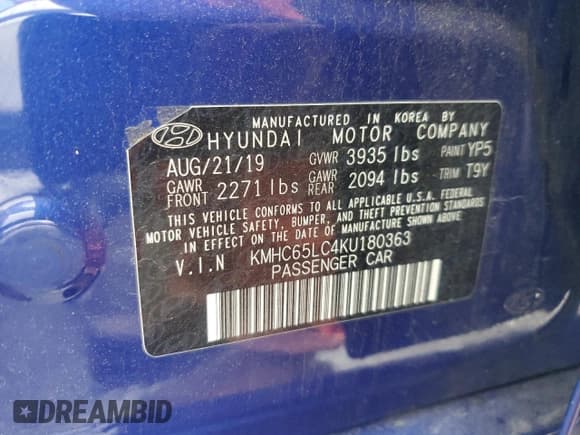 MANUFACTURED IN KOREA BY
HYUNDAI MOTOR COMPANY
AUG/21/19 GVWR 3935 lbs PAINT YP5
GAWR FRONT 2271 lbs GAWR REAR 2094 lbs TRIM T9Y
THIS VEHICLE CONFORMS TO ALL APPLICABLE U.S.A. FEDERAL
MOTOR VEHICLE SAFETY, BUMPER, AND THEFT PREVENTION STANDARDS
IN EFFECT ON THE DATE OF MANUFACTURE SHOWN ABOVE.
V.I.N KMHC65LC4KU180363
PASSENGER CAR
DREAMBID